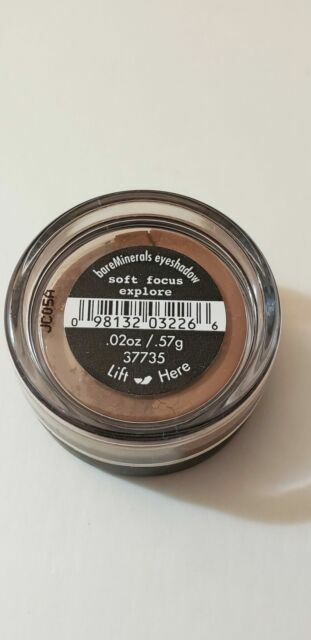 bareMinerals eyeshadow
soft focus
explore
JC05A
0 98132 03226 6
.02oz /.57g
37735
Lift Here